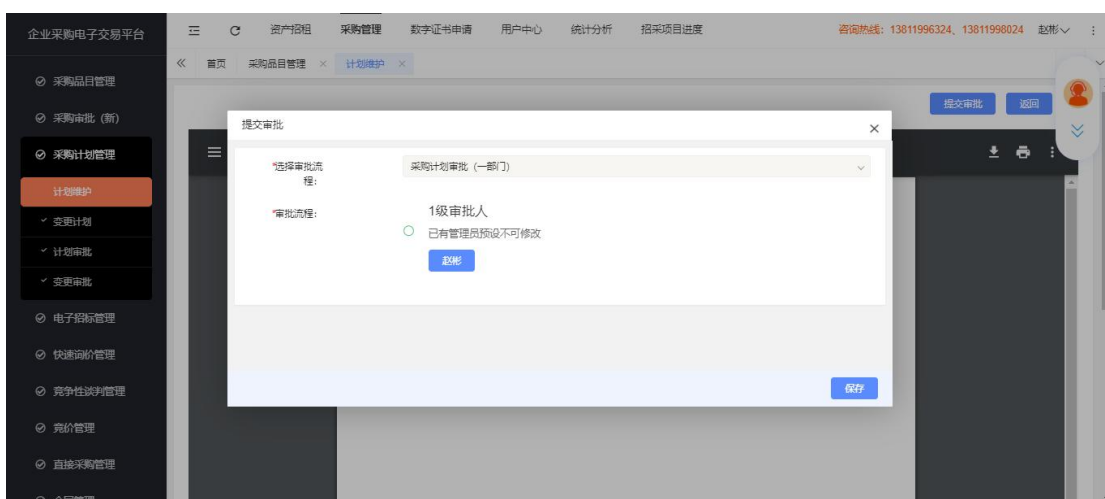 企业采购电子交易平台
资产招租 采购管理 数字证书申请 用户中心 统计分析 招采项目进度 咨询热线：13811996324、13811998024 赵彬
首页 采购品目管理 × 计划维护 ×
采购品目管理
采购审批（新）
采购计划管理
计划维护
变更计划
计划审批
变更审批
电子招标管理
快速询价管理
竞争性谈判管理
竞价管理
直接采购管理
提交审批 返回
提交审批
*选择审批流
程：
采购计划审批（一部门）
*审批流程：
1级审批人
已有管理员预设不可修改
赵彬
保存